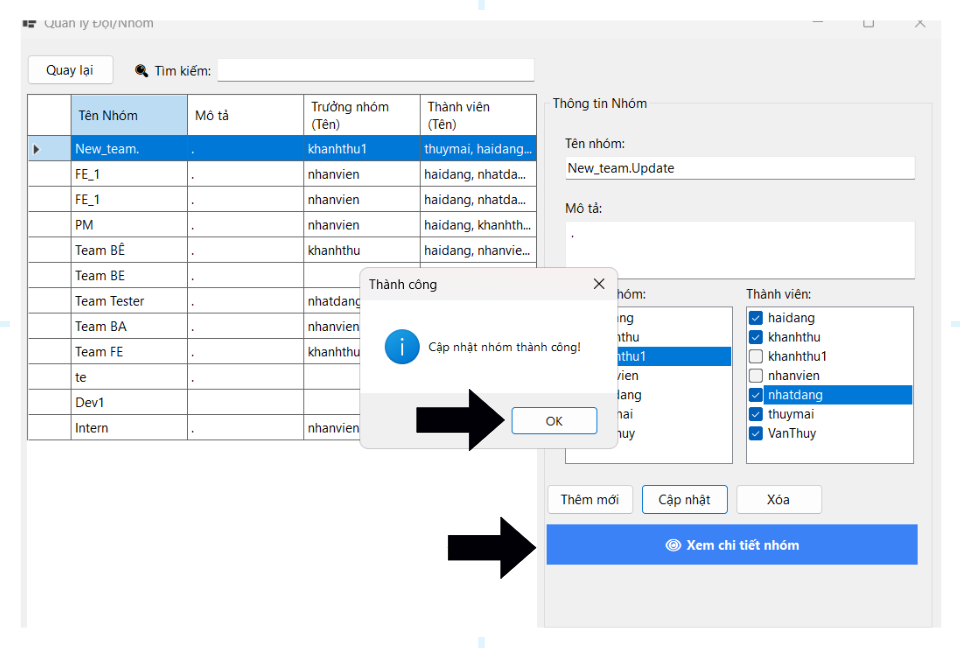 Quản lý Đội/Nhóm
Quay lại
Tìm kiếm:
Tên Nhóm Mô tả Trưởng nhóm (Tên) Thành viên (Tên)
New_team. . khanhthu1 thuymai, haidang...
FE_1 . nhanvien haidang, nhatda...
FE_1 . nhanvien haidang, nhatda...
PM . nhanvien haidang, khanhth...
Team BÊ . khanhthu haidang, nhanvie...
Team BE .
Team Tester . nhatdang
Team BA . nhanvien
Team FE . khanhthu
te .
Dev1
Intern . nhanvien
Thông tin Nhóm
Tên nhóm:
New_team.Update
Mô tả:
.
hóm:
ang
thu
thu1
vien
dang
mai
huy
Thành viên:
haidang
khanhthu
khanhthu1
nhanvien
nhatdang
thuymai
VanThuy
Thành công
Cập nhật nhóm thành công!
OK
Thêm mới
Cập nhật
Xóa
Xem chi tiết nhóm